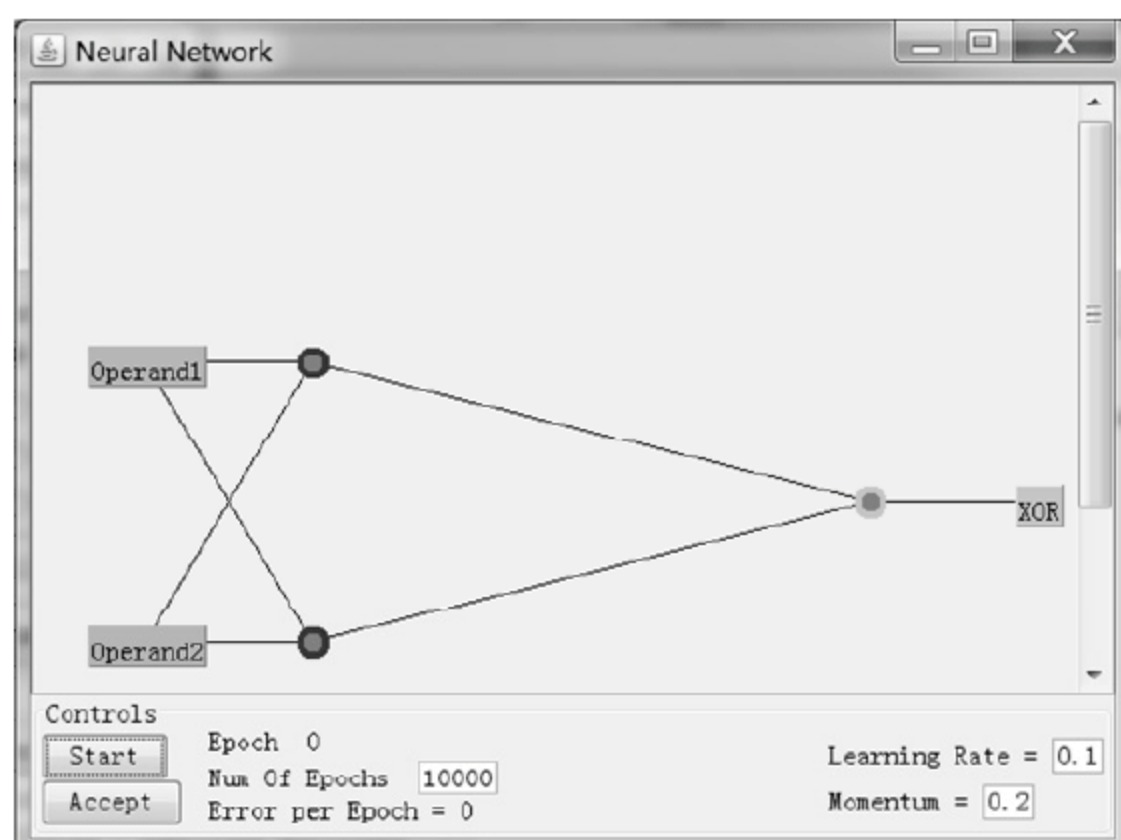 Neural Network
Operand1
XOR
Operand2
Controls
Start
Accept
Epoch 0
Num Of Epochs 10000
Error per Epoch = 0
Learning Rate = 0.1
Momentum = 0.2